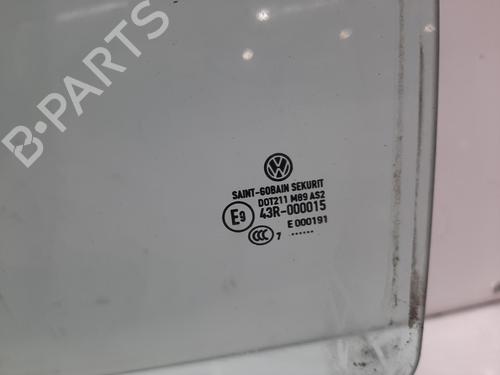 B-PARTS
VW
SAINT-GOBAIN SEKURIT
DOT211 M89 AS2
E9 43R-000015
E 000191
CCC 7 ......